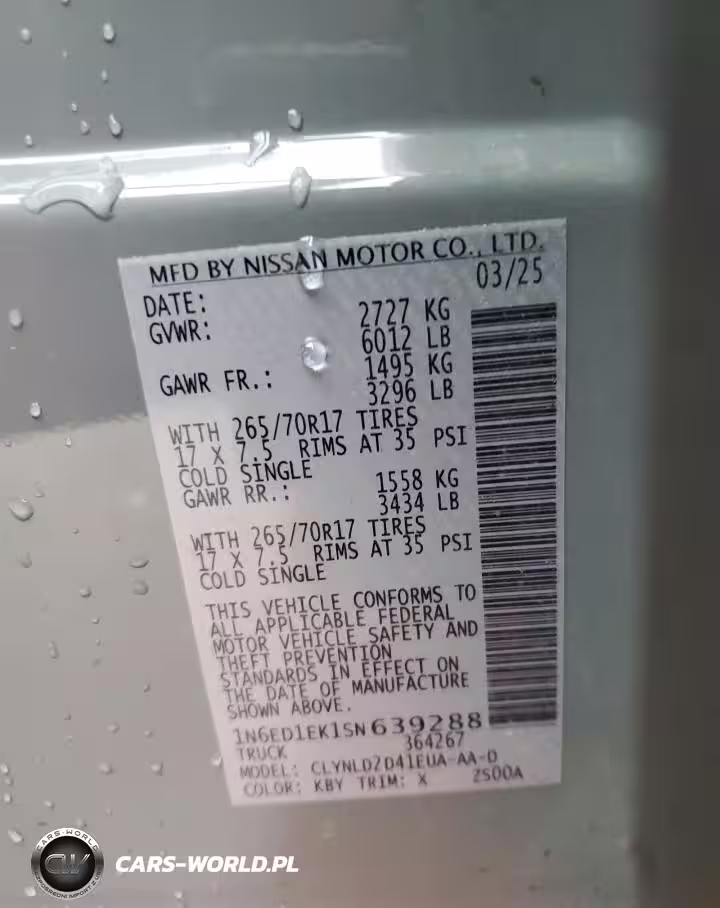 MFD BY NISSAN MOTOR CO., LTD.
DATE: 03/25
GVWR: 2727 KG
6012 LB
GAWR FR.: 1495 KG
3296 LB
WITH 265/70R17 TIRES
17 X 7.5 RIMS AT 35 PSI
COLD SINGLE
GAWR RR.: 1558 KG
3434 LB
WITH 265/70R17 TIRES
17 X 7.5 RIMS AT 35 PSI
COLD SINGLE
THIS VEHICLE CONFORMS TO
ALL APPLICABLE FEDERAL
MOTOR VEHICLE SAFETY AND
THEFT PREVENTION
STANDARDS IN EFFECT ON
THE DATE OF MANUFACTURE
SHOWN ABOVE.
1N6ED1EK1SN639288
TRUCK 364267
MODEL: CLYNLD2D41EUA-AA-D
COLOR: KBY TRIM: X 2S00A
CARS-WORLD
CW
CARS-WORLD.PL